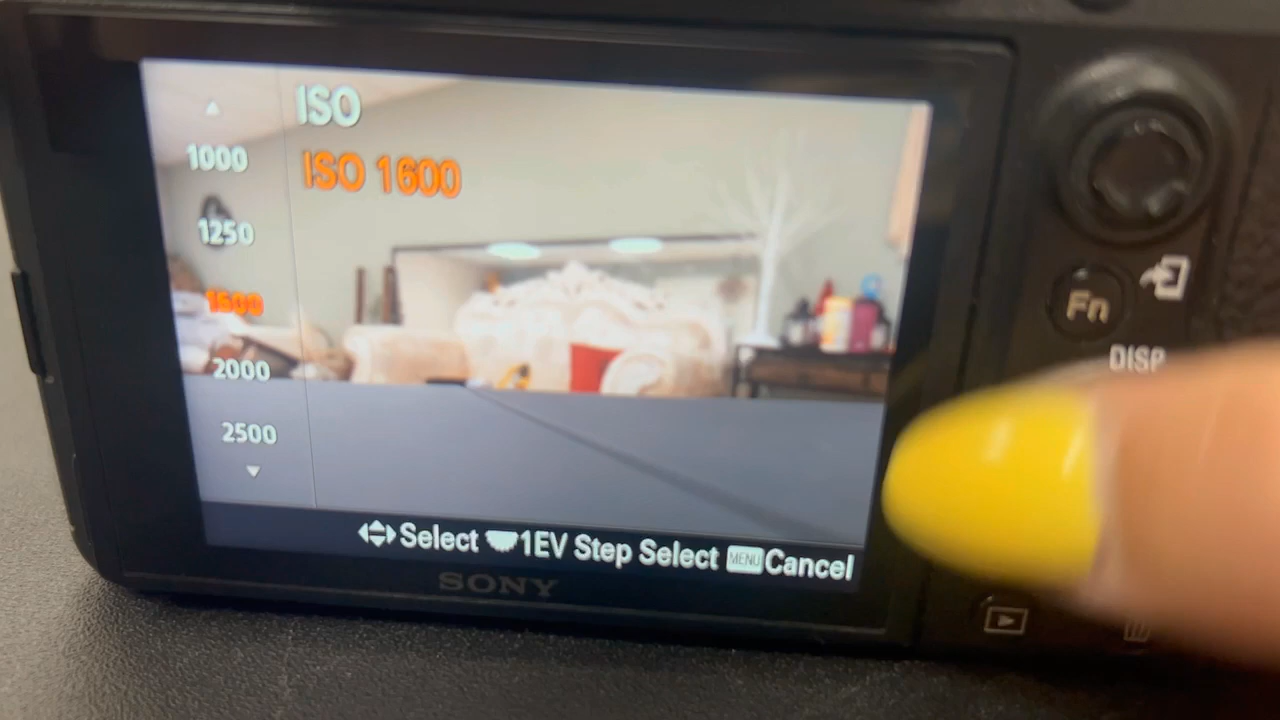 ISO
ISO 1600
1000
1250
1600
2000
2500
Select 1EV Step Select MENU Cancel
SONY
Fn
DISP